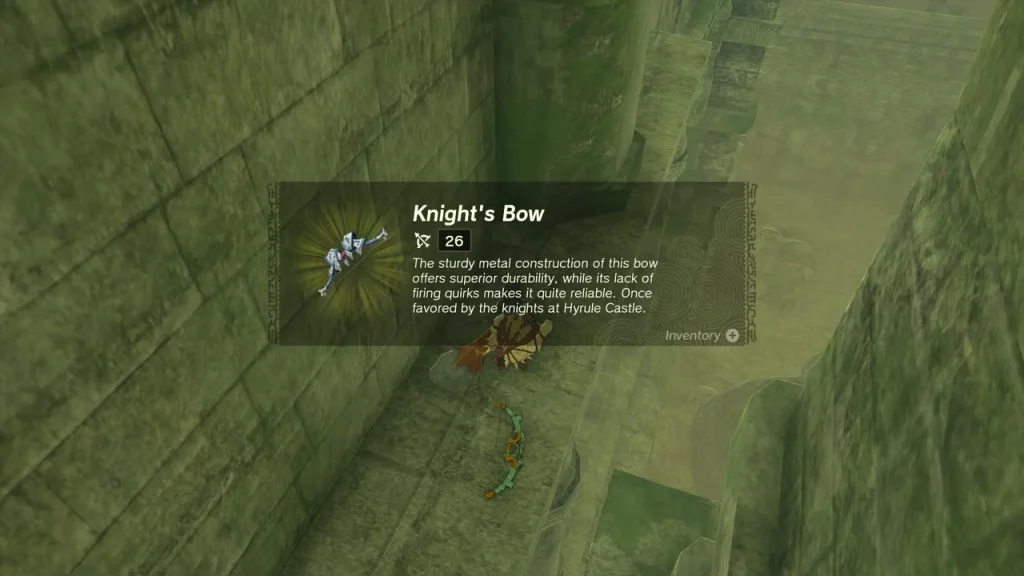 Knight's Bow
26
The sturdy metal construction of this bow
offers superior durability, while its lack of
firing quirks makes it quite reliable. Once
favored by the knights at Hyrule Castle.
Inventory